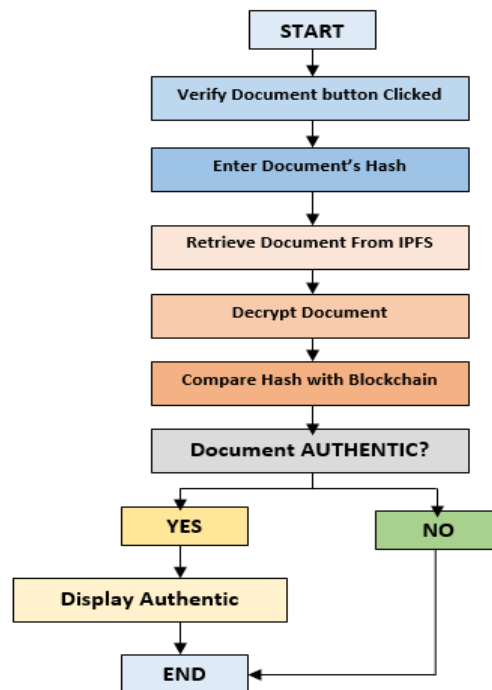 START
Verify Document button Clicked
Enter Document's Hash
Retrieve Document From IPFS
Decrypt Document
Compare Hash with Blockchain
Document AUTHENTIC?
YES
NO
Display Authentic
END